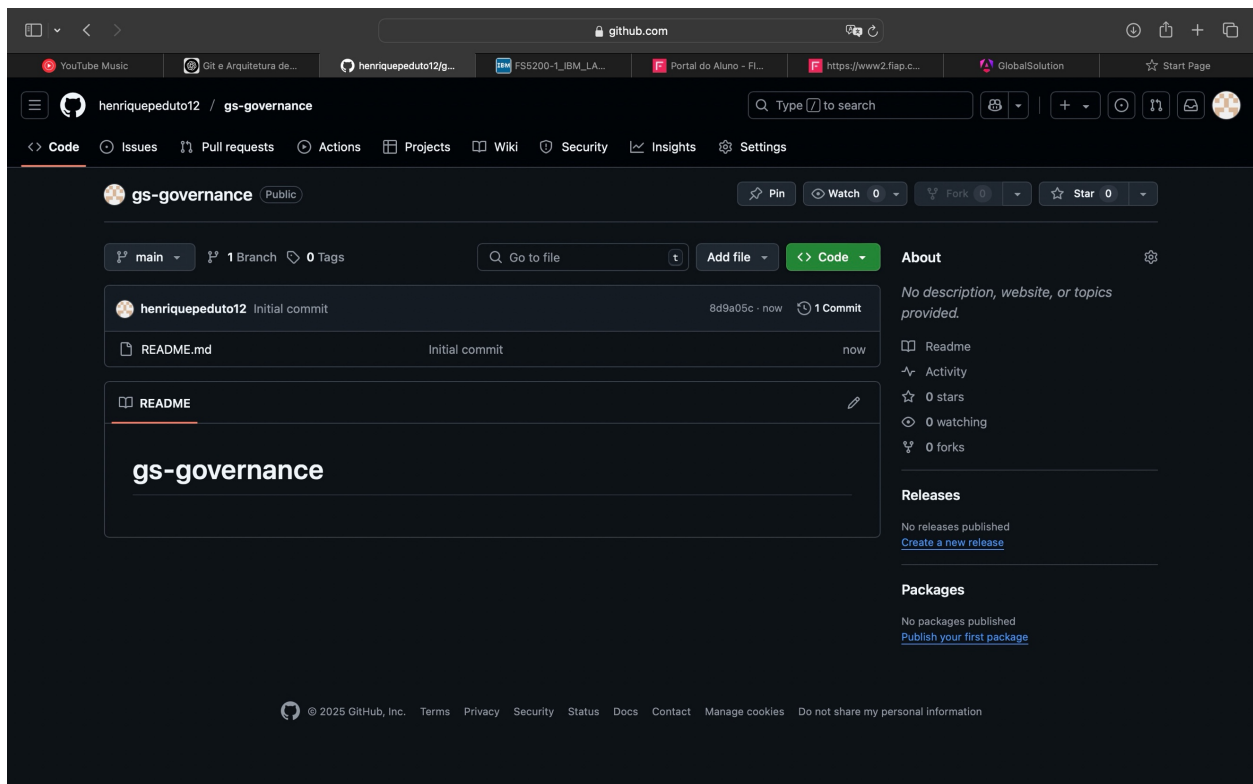 github.com
YouTube Music
Git e Arquitetura de...
henriquepeduto12/g...
IBM FS5200-1_IBM_LA...
F Portal do Aluno - FI...
F https://www2.fiap.c...
GlobalSolution
Start Page
henriquepeduto12 / gs-governance
Type / to search
Code Issues Pull requests Actions Projects Wiki Security Insights Settings
gs-governance Public
Pin Watch 0 Fork 0 Star 0
main 1 Branch 0 Tags
Go to file t Add file Code
henriquepeduto12 Initial commit 8d9a05c · now 1 Commit
README.md Initial commit now
README
gs-governance
About
No description, website, or topics
provided.
Readme
Activity
0 stars
0 watching
0 forks
Releases
No releases published
Create a new release
Packages
No packages published
Publish your first package
© 2025 GitHub, Inc. Terms Privacy Security Status Docs Contact Manage cookies Do not share my personal information